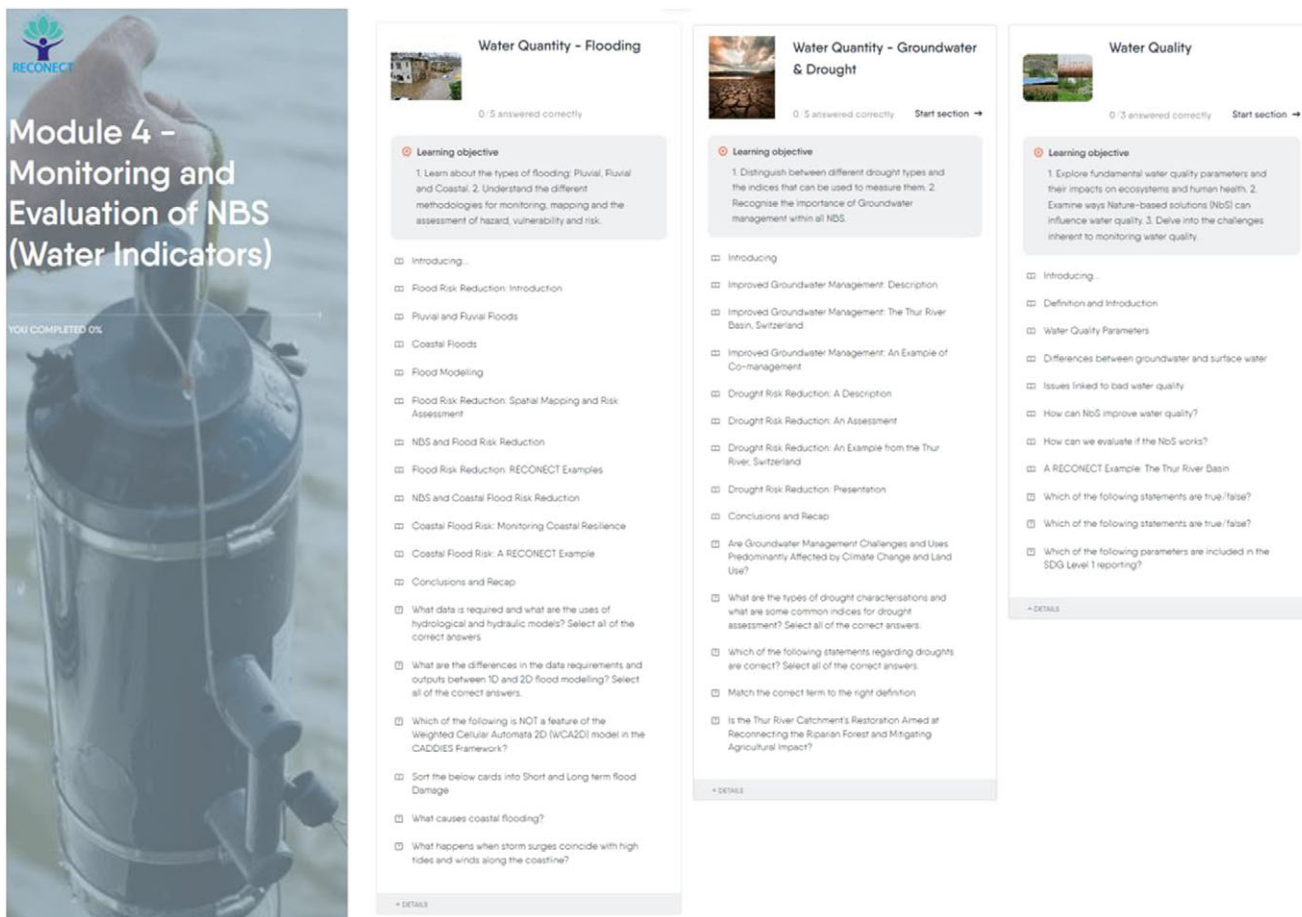 RECONECT
Module 4 -
Monitoring and
Evaluation of NBS
(Water Indicators)
YOU COMPLETED 0%
Water Quantity - Flooding
0/5 answered correctly
Learning objective
1. Learn about the types of flooding: Pluvial, Fluvial
and Coastal. 2. Understand the different
methodologies for monitoring, mapping and the
assessment of hazard, vulnerability and risk.
Introducing...
Flood Risk Reduction: Introduction
Pluvial and Fluvial Floods
Coastal Floods
Flood Modelling
Flood Risk Reduction: Spatial Mapping and Risk
Assessment
NBS and Flood Risk Reduction
Flood Risk Reduction: RECONECT Examples
NBS and Coastal Flood Risk Reduction
Coastal Flood Risk: Monitoring Coastal Resilience
Coastal Flood Risk: A RECONECT Example
Conclusions and Recap
What data is required and what are the uses of
hydrological and hydraulic models? Select all of the
correct answers.
What are the differences in the data requirements and
outputs between 1D and 2D flood modelling? Select
all of the correct answers.
Which of the following is NOT a feature of the
Weighted Cellular Automata 2D (WCA2D) model in the
CADDIES Framework?
Sort the below cards into Short and Long term flood
Damage
What causes coastal flooding?
What happens when storm surges coincide with high
tides and winds along the coastline?
+ DETAILS
Water Quantity - Groundwater
& Drought
0/5 answered correctly
Start section →
Learning objective
1. Distinguish between different drought types and
the indices that can be used to measure them. 2.
Recognise the importance of Groundwater
management within all NBS.
Introducing
Improved Groundwater Management: Description
Improved Groundwater Management: The Thur River
Basin, Switzerland
Improved Groundwater Management: An Example of
Co-management
Drought Risk Reduction: A Description
Drought Risk Reduction: An Assessment
Drought Risk Reduction: An Example from the Thur
River, Switzerland
Drought Risk Reduction: Presentation
Conclusions and Recap
Are Groundwater Management Challenges and Uses
Predominantly Affected by Climate Change and Land
Use?
What are the types of drought characterisations and
what are some common indices for drought
assessment? Select all of the correct answers.
Which of the following statements regarding droughts
are correct? Select all of the correct answers.
Match the correct term to the right definition
Is the Thur River Catchment's Restoration Aimed at
Reconnecting the Riparian Forest and Mitigating
Agricultural Impact?
+ DETAILS
Water Quality
0/3 answered correctly
Start section →
Learning objective
1. Explore fundamental water quality parameters and
their impacts on ecosystems and human health. 2.
Examine ways Nature-based solutions (NbS) can
influence water quality. 3. Delve into the challenges
inherent to monitoring water quality.
Introducing...
Definition and Introduction
Water Quality Parameters
Differences between groundwater and surface water
Issues linked to bad water quality
How can NbS improve water quality?
How can we evaluate if the NbS works?
A RECONECT Example: The Thur River Basin
Which of the following statements are true/false?
Which of the following statements are true/false?
Which of the following parameters are included in the
SDG Level 1 reporting?
+ DETAILS